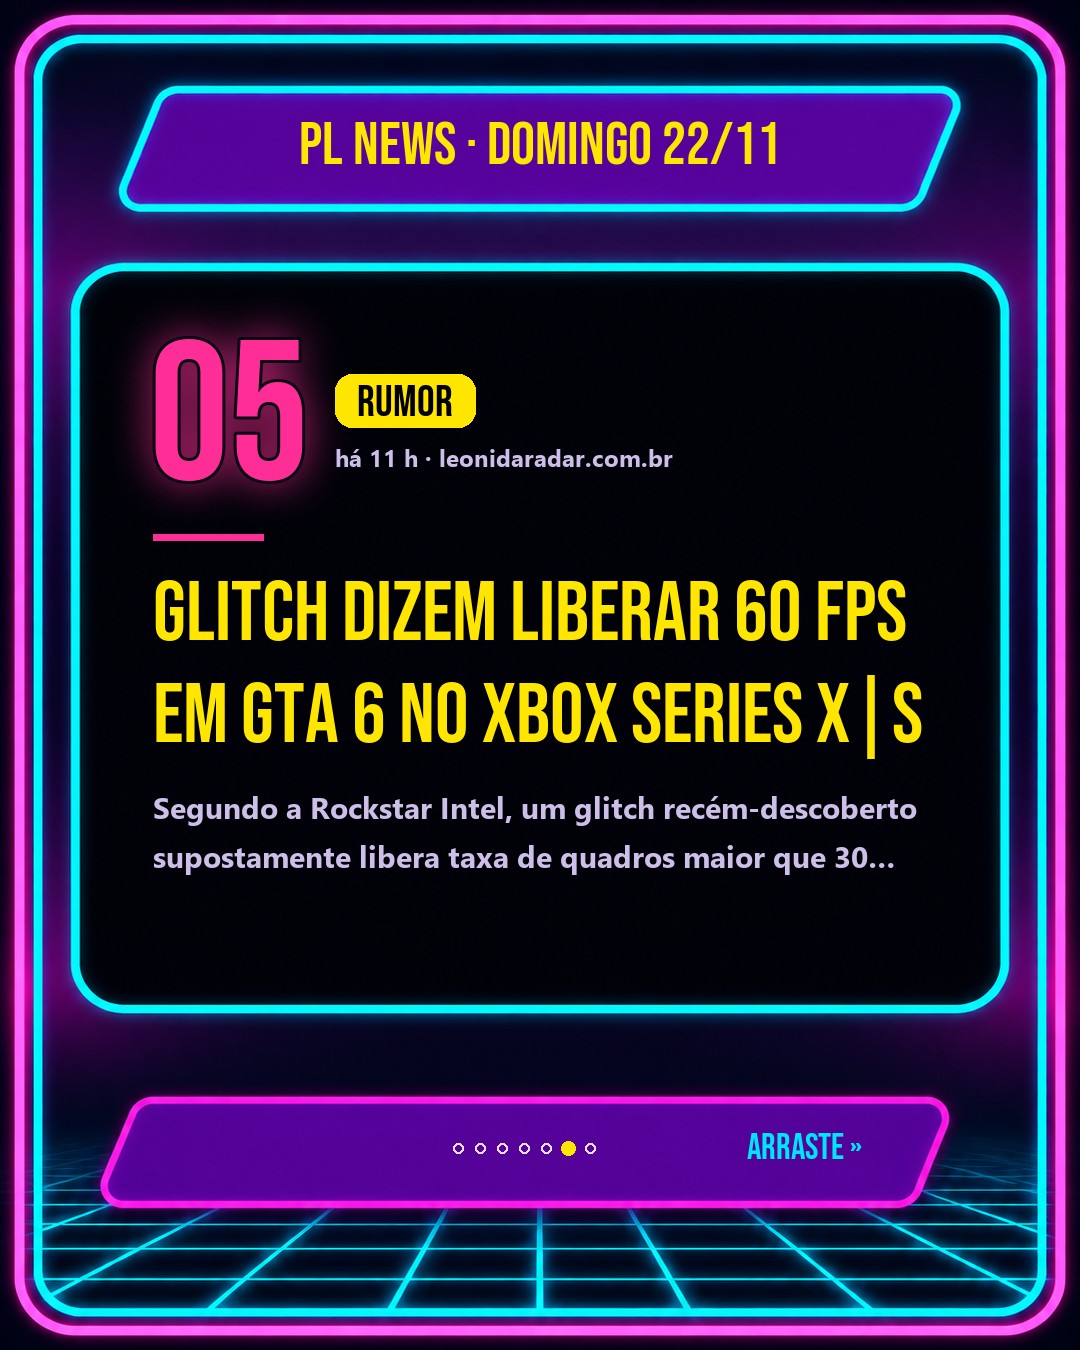 PL NEWS · DOMINGO 22/11
05
RUMOR
há 11 h · leonidaradar.com.br
GLITCH DIZEM LIBERAR 60 FPS
EM GTA 6 NO XBOX SERIES X|S
Segundo a Rockstar Intel, um glitch recém-descoberto
supostamente libera taxa de quadros maior que 30...
ARRASTE »